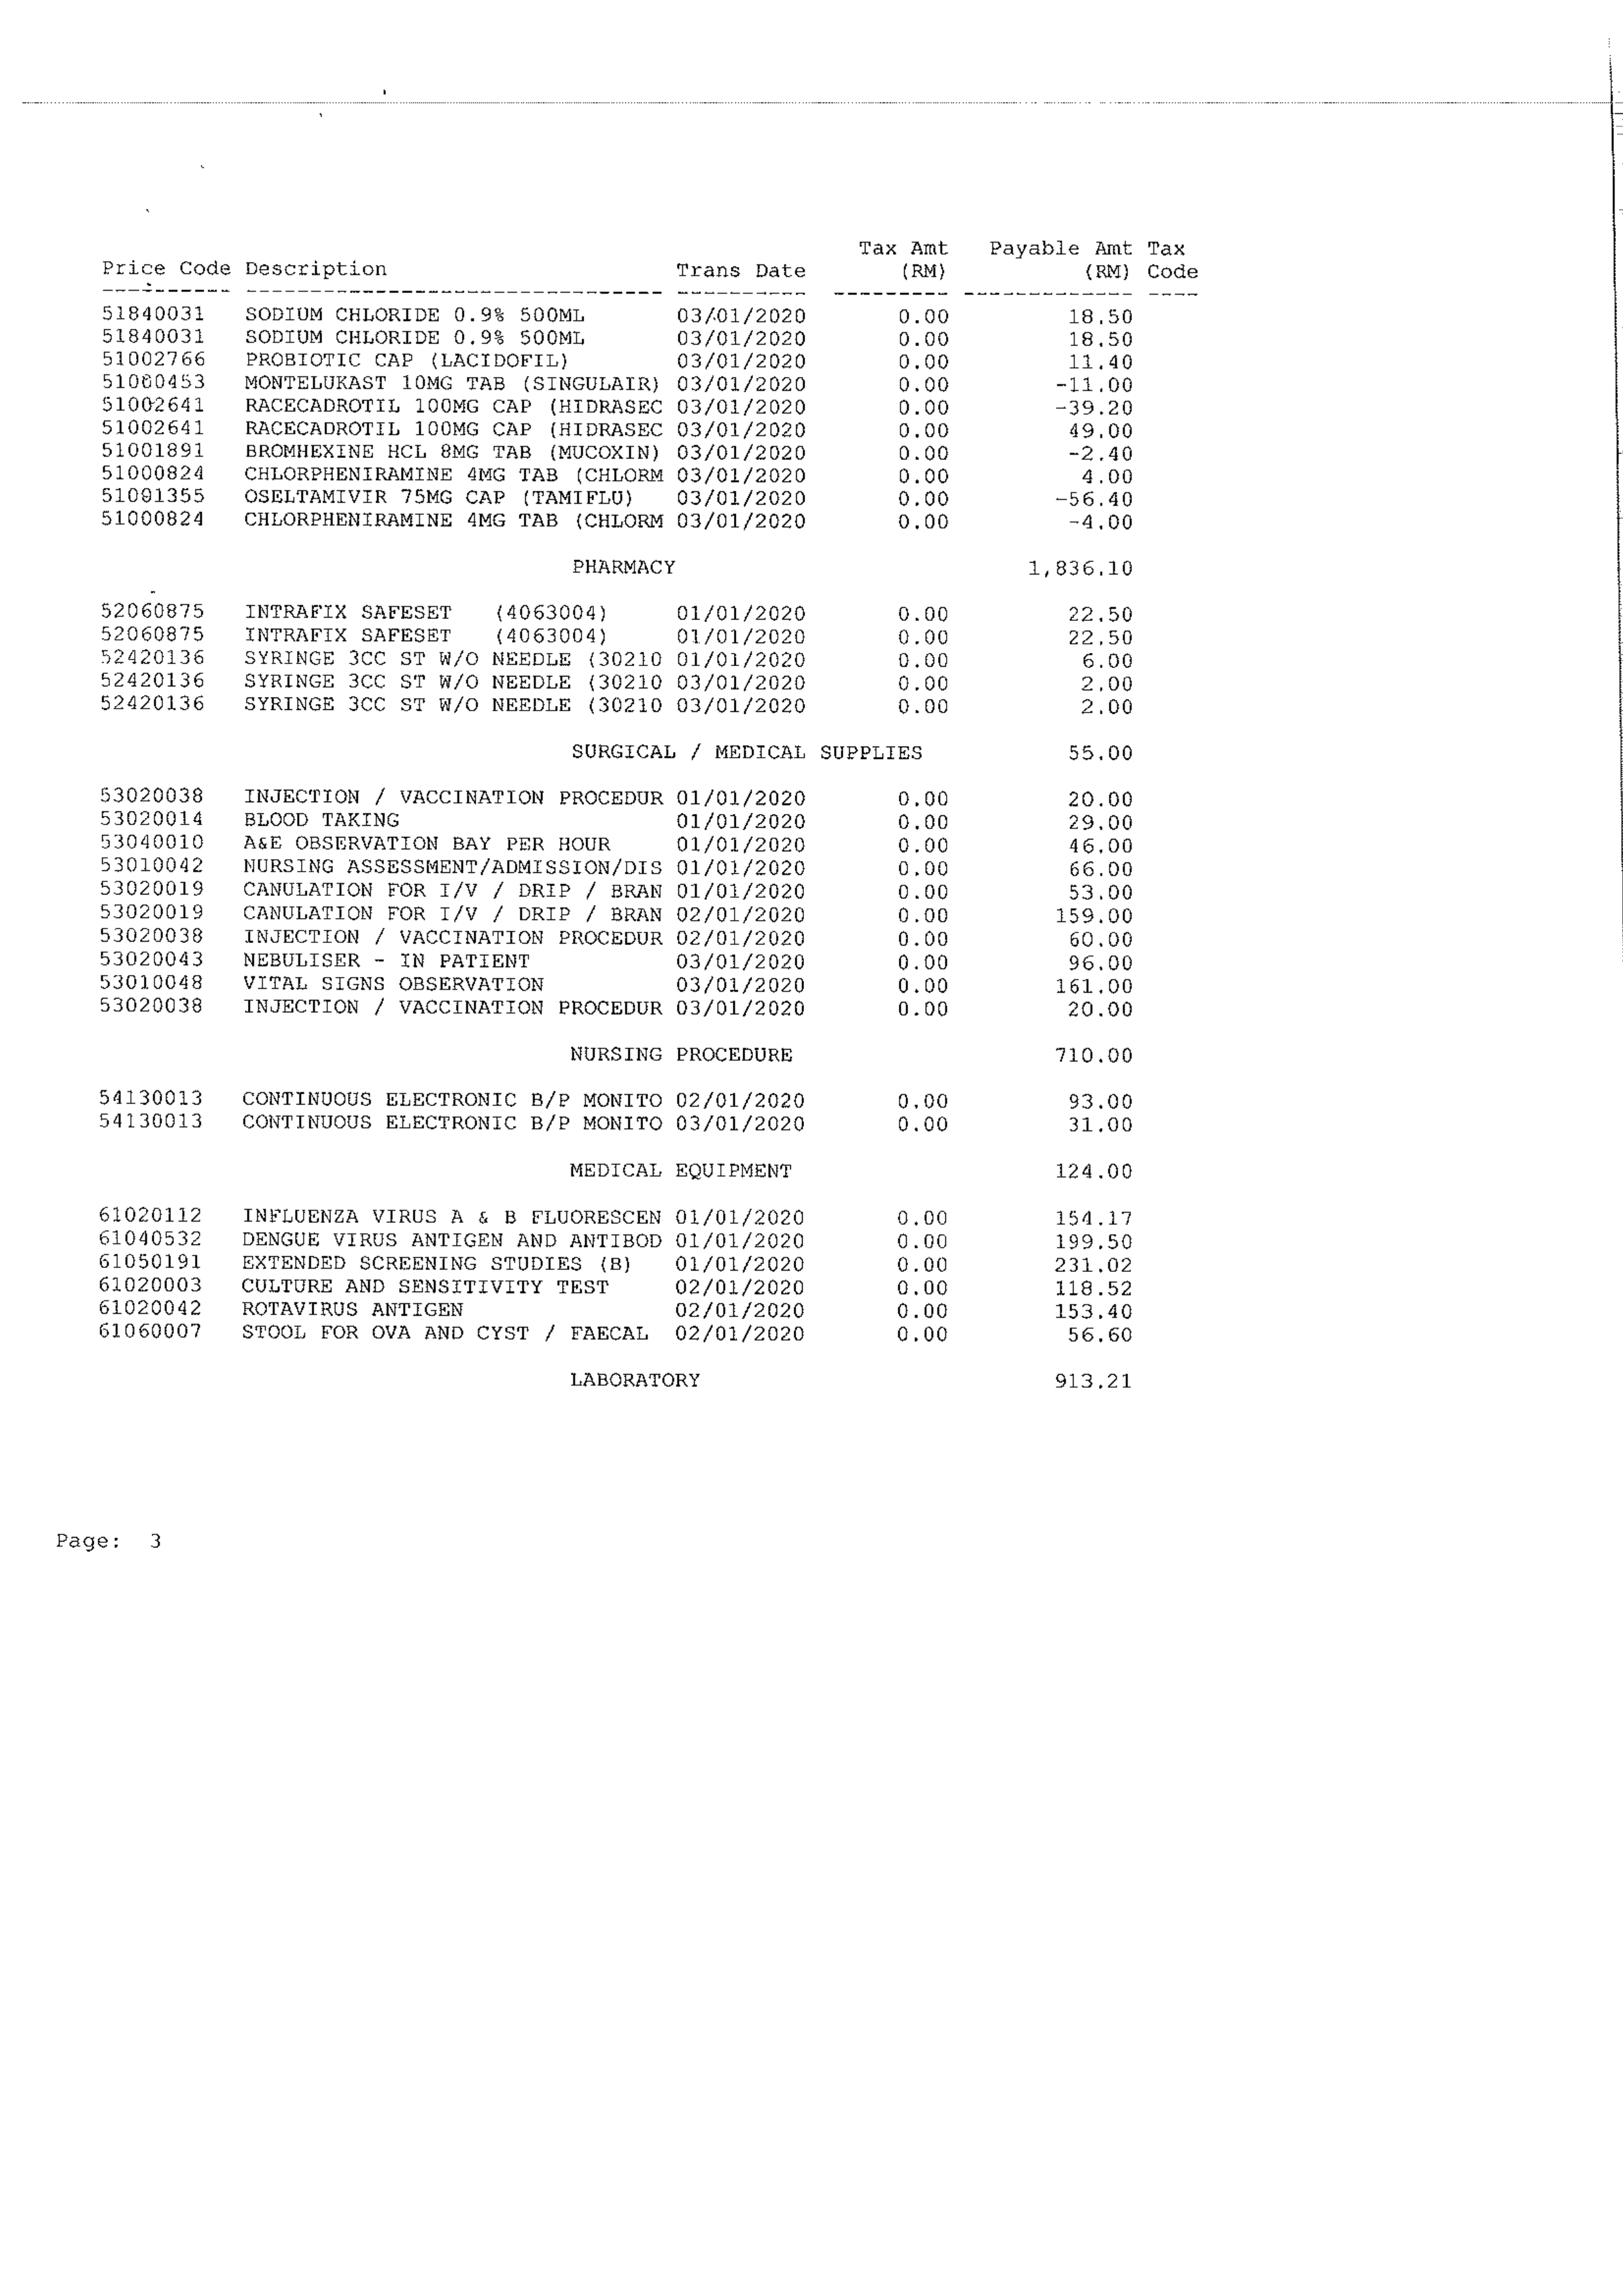 Tax Amt Payable Amt Tax
Price Code Description Trans Date (RM) (RM) Code
51840031 SODIUM CHLORIDE 0.9% 500ML 03/01/2020 0.00 18.50
51840031 SODIUM CHLORIDE 0.9% 500ML 03/01/2020 0.00 18.50
51002766 PROBIOTIC CAP (LACIDOFIL) 03/01/2020 0.00 11.40
51000453 MONTELUKAST 10MG TAB (SINGULAIR) 03/01/2020 0.00 -11.00
51002641 RACECADROTIL 100MG CAP (HIDRASEC 03/01/2020 0.00 -39.20
51002641 RACECADROTIL 100MG CAP (HIDRASEC 03/01/2020 0.00 49.00
51001891 BROMHEXINE HCL 8MG TAB (MUCOXIN) 03/01/2020 0.00 -2.40
51000824 CHLORPHENIRAMINE 4MG TAB (CHLORM 03/01/2020 0.00 4.00
51001355 OSELTAMIVIR 75MG CAP (TAMIFLU) 03/01/2020 0.00 -56.40
51000824 CHLORPHENIRAMINE 4MG TAB (CHLORM 03/01/2020 0.00 -4.00
PHARMACY 1,836.10
52060875 INTRAFIX SAFESET (4063004) 01/01/2020 0.00 22.50
52060875 INTRAFIX SAFESET (4063004) 01/01/2020 0.00 22.50
52420136 SYRINGE 3CC ST W/O NEEDLE (30210 01/01/2020 0.00 6.00
52420136 SYRINGE 3CC ST W/O NEEDLE (30210 03/01/2020 0.00 2.00
52420136 SYRINGE 3CC ST W/O NEEDLE (30210 03/01/2020 0.00 2.00
SURGICAL / MEDICAL SUPPLIES 55.00
53020038 INJECTION / VACCINATION PROCEDUR 01/01/2020 0.00 20.00
53020014 BLOOD TAKING 01/01/2020 0.00 29.00
53040010 A&E OBSERVATION BAY PER HOUR 01/01/2020 0.00 46.00
53010042 NURSING ASSESSMENT/ADMISSION/DIS 01/01/2020 0.00 66.00
53020019 CANULATION FOR I/V / DRIP / BRAN 01/01/2020 0.00 53.00
53020019 CANULATION FOR I/V / DRIP / BRAN 02/01/2020 0.00 159.00
53020038 INJECTION / VACCINATION PROCEDUR 02/01/2020 0.00 60.00
53020043 NEBULISER - IN PATIENT 03/01/2020 0.00 96.00
53010048 VITAL SIGNS OBSERVATION 03/01/2020 0.00 161.00
53020038 INJECTION / VACCINATION PROCEDUR 03/01/2020 0.00 20.00
NURSING PROCEDURE 710.00
54130013 CONTINUOUS ELECTRONIC B/P MONITO 02/01/2020 0.00 93.00
54130013 CONTINUOUS ELECTRONIC B/P MONITO 03/01/2020 0.00 31.00
MEDICAL EQUIPMENT 124.00
61020112 INFLUENZA VIRUS A & B FLUORESCEN 01/01/2020 0.00 154.17
61040532 DENGUE VIRUS ANTIGEN AND ANTIBOD 01/01/2020 0.00 199.50
61050191 EXTENDED SCREENING STUDIES (B) 01/01/2020 0.00 231.02
61020003 CULTURE AND SENSITIVITY TEST 02/01/2020 0.00 118.52
61020042 ROTAVIRUS ANTIGEN 02/01/2020 0.00 153.40
61060007 STOOL FOR OVA AND CYST / FAECAL 02/01/2020 0.00 56.60
LABORATORY 913.21
Page: 3